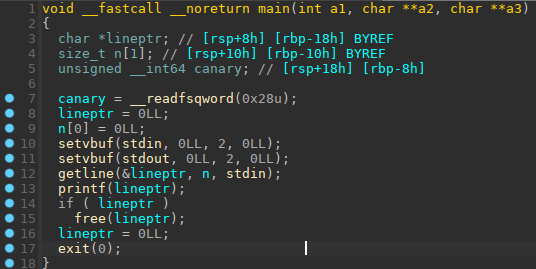 1 void __fastcall __noreturn main(int a1, char **a2, char **a3)
2 {
3   char *lineptr; // [rsp+8h] [rbp-18h] BYREF
4   size_t n[1]; // [rsp+10h] [rbp-10h] BYREF
5   unsigned __int64 canary; // [rsp+18h] [rbp-8h]
6
7   canary = __readfsqword(0x28u);
8   lineptr = 0LL;
9   n[0] = 0LL;
10   setvbuf(stdin, 0LL, 2, 0LL);
11   setvbuf(stdout, 0LL, 2, 0LL);
12   getline(&lineptr, n, stdin);
13   printf(lineptr);
14   if ( lineptr )
15     free(lineptr);
16   lineptr = 0LL;
17   exit(0);
18 }